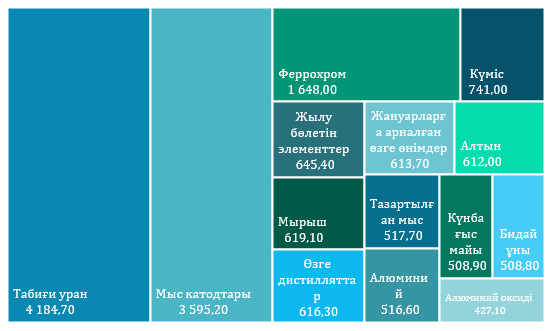 Табиғи уран
4 184,70
Мыс катодтары
3 595,20
Феррохром
1 648,00
Күміс
741,00
Жылу
бөлетін
элементтер
645,40
Жануарларғ
а арналған
өзге өнімдер
613,70
Алтын
612,00
Мырыш
619,10
Тазартылғ
ан мыс
517,70
Күнба
ғыс
майы
508,90
Бидай
ұны
508,80
Өзге
дистиллятта
р
616,30
Алюмини
й
516,60
Алюминий оксиді
427,10